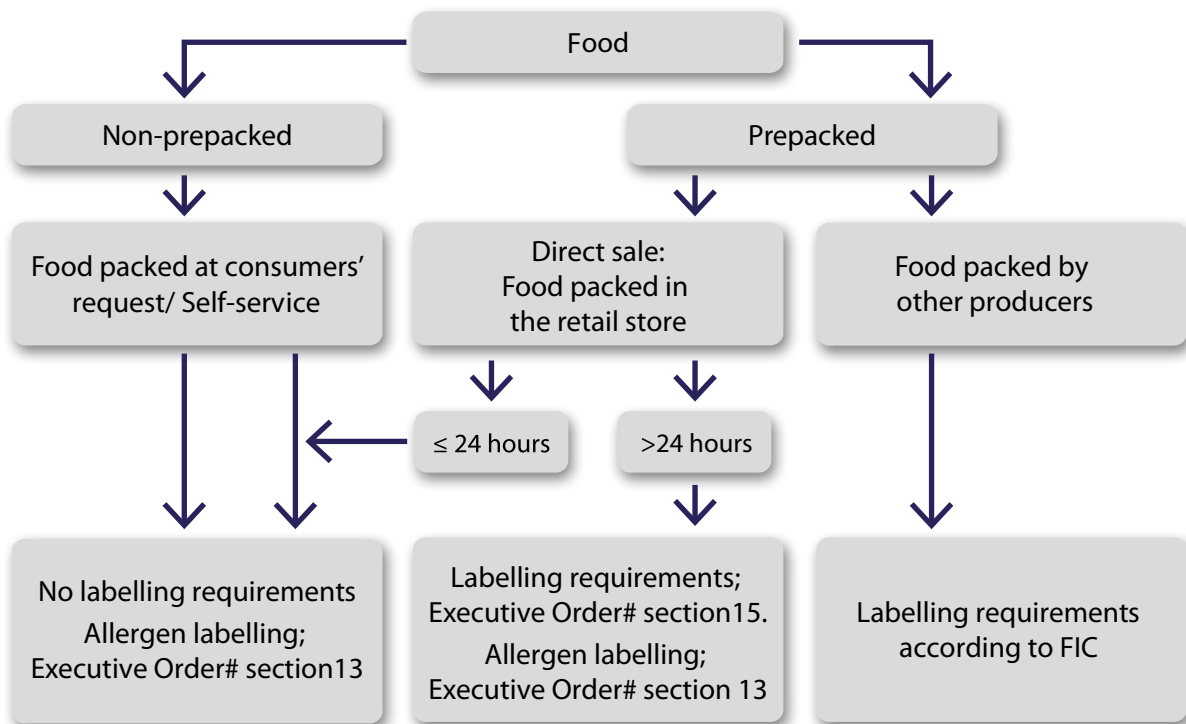 Food
Non-prepacked
Prepacked
Food packed at consumers’
request/ Self-service
Direct sale:
Food packed in
the retail store
Food packed by
other producers
≤ 24 hours
>24 hours
No labelling requirements
Allergen labelling;
Executive Order# section13
Labelling requirements;
Executive Order# section15.
Allergen labelling;
Executive Order# section 13
Labelling requirements
according to FIC